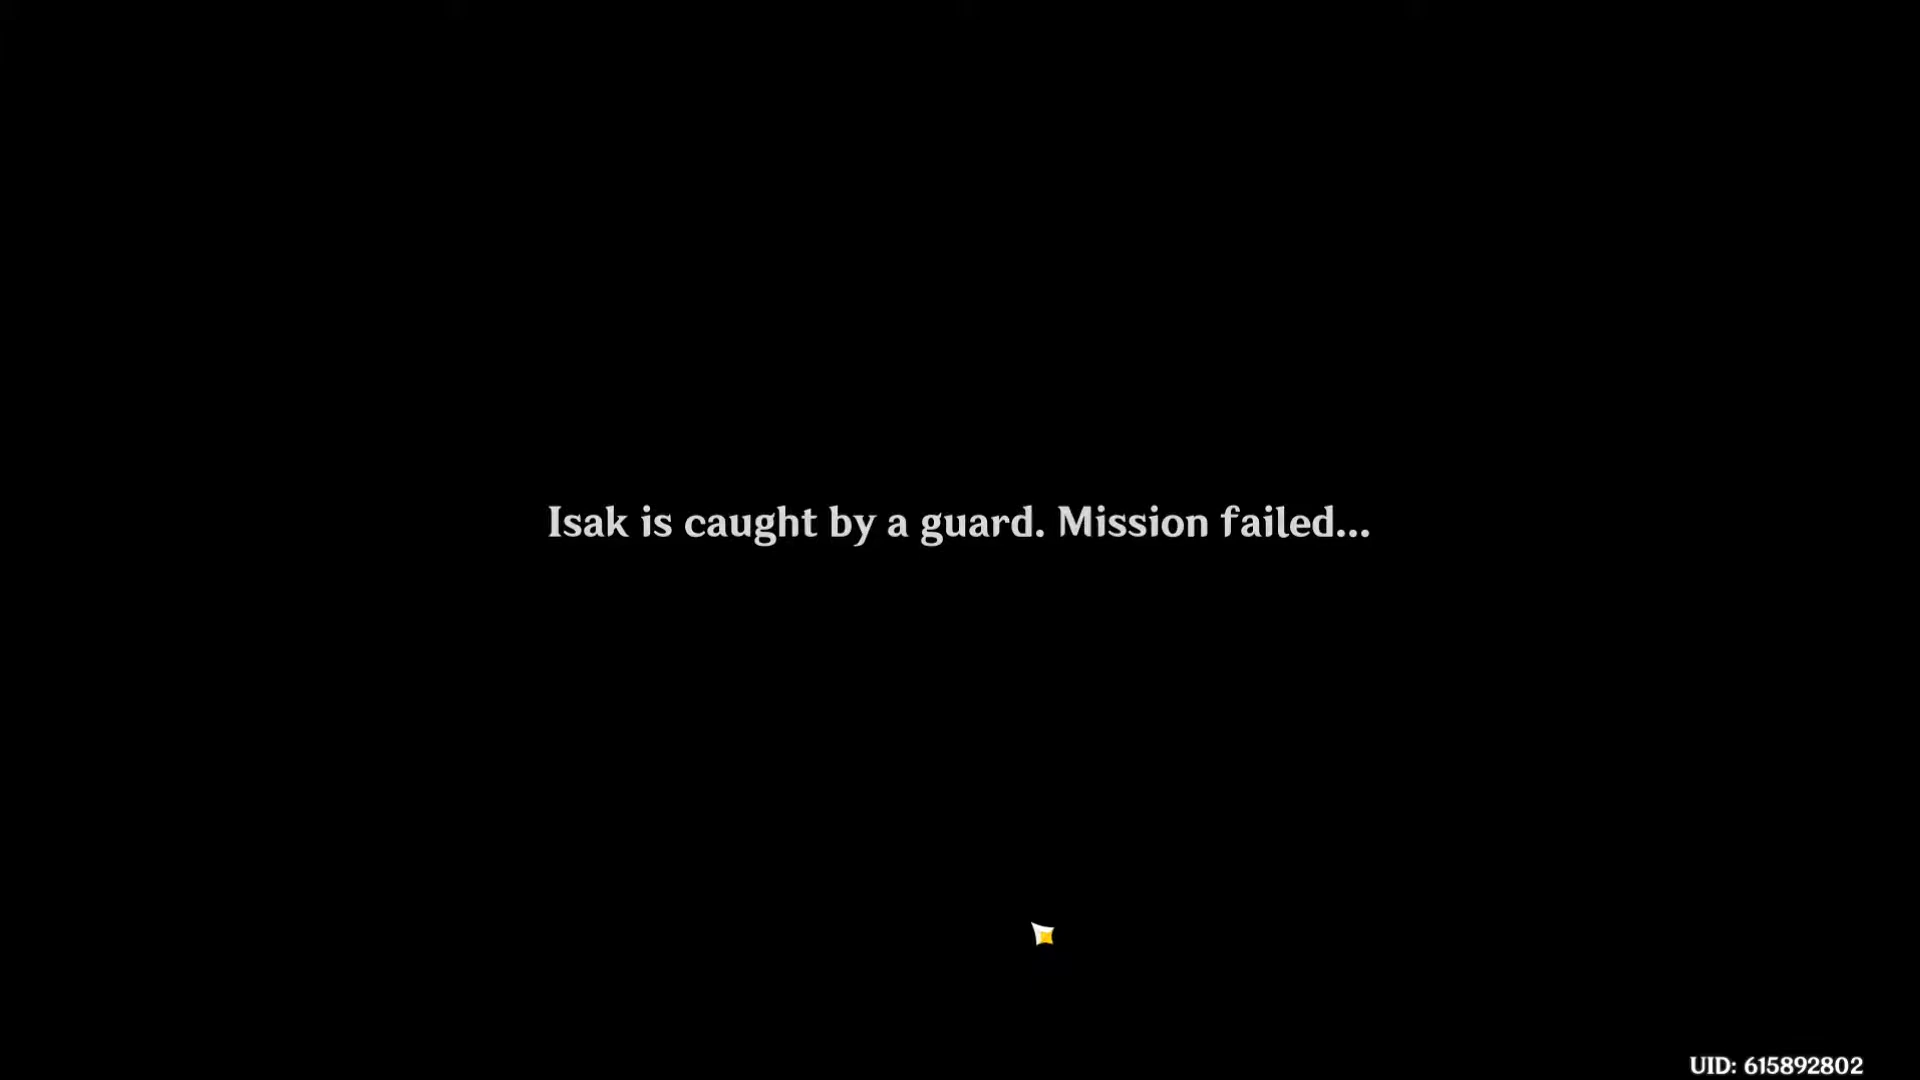 Isak is caught by a guard. Mission failed...
UID: 615892802